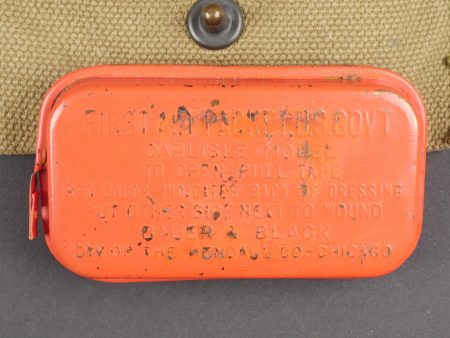 FIRST AID PACKET. U.S. GOVT
CARLISLE MODEL
TO OPEN PULL TAPE
RED COLOR INDICATES BACK OF DRESSING
PUT OTHER SIDE NEXT TO WOUND
BAUER & BLACK
DIV. OF THE KENDALL CO-CHICAGO